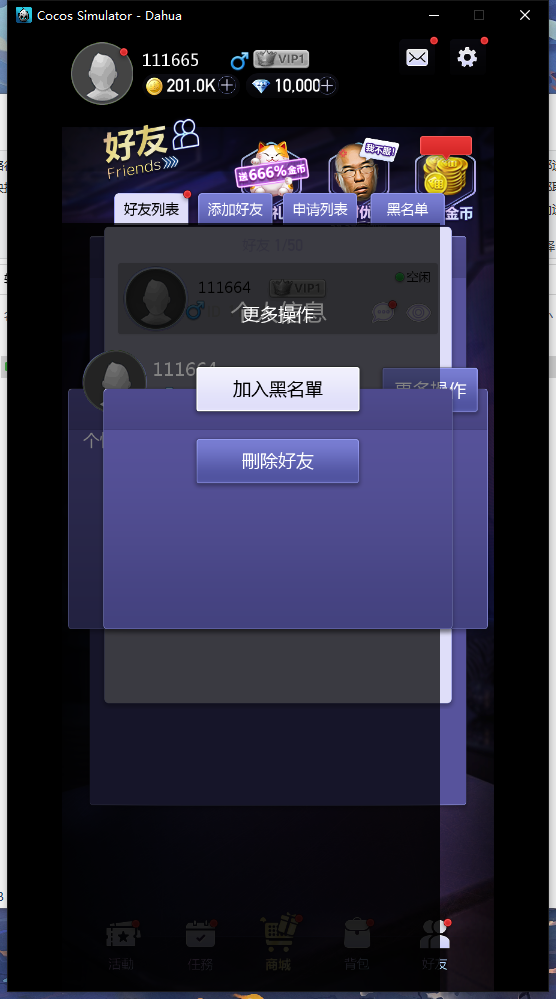 Cocos Simulator - Dahua
111665
VIP1
201.0K
10,000
好友
Friends
送666%金币
我不服!
礼
优
金币
好友列表
添加好友
申请列表
黑名单
好友 1/50
111664
VIP1
空闲
个人信息
更多操作
111664
加入黑名單
更多操作
个
刪除好友
活動
任務
商城
背包
好友